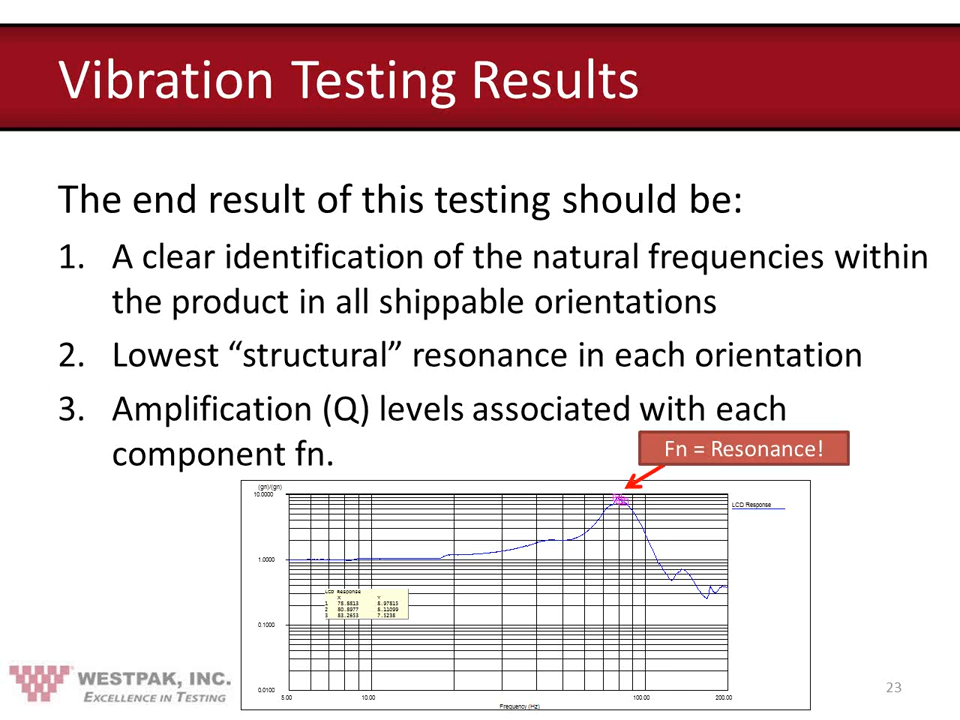 Vibration Testing Results
The end result of this testing should be:
1. A clear identification of the natural frequencies within
the product in all shippable orientations
2. Lowest “structural” resonance in each orientation
3. Amplification (Q) levels associated with each
component fn.
Fn = Resonance!
(gn)/(gn)
10.0000
LCD Response
1.0000
LCD Response
X Y
1 78.8813 8.97815
2 80.8977 8.11099
3 83.2653 7.5238
0.1000
0.0100
5.00 10.00 100.00 200.00
Frequency (Hz)
WESTPAK, INC.
EXCELLENCE IN TESTING
23